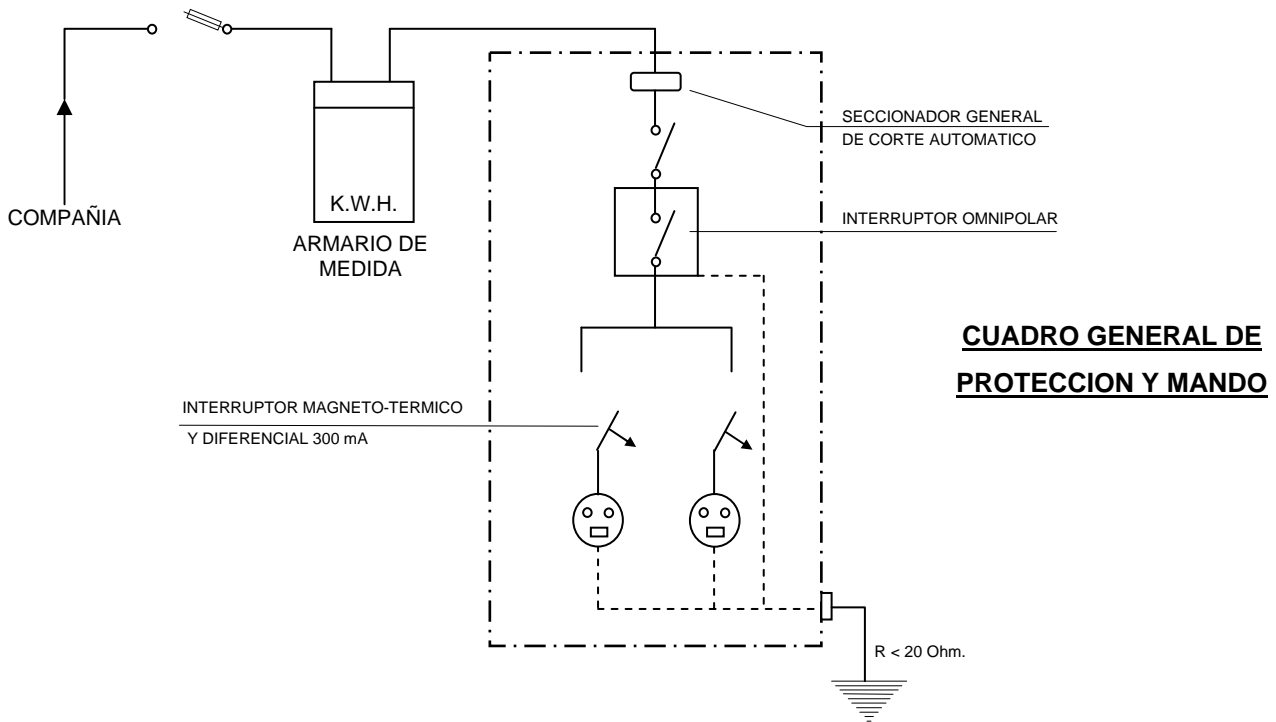 SECCIONADOR GENERAL
DE CORTE AUTOMATICO
COMPAÑIA
K.W.H.
INTERRUPTOR OMNIPOLAR
ARMARIO DE
MEDIDA
CUADRO GENERAL DE
PROTECCION Y MANDO
INTERRUPTOR MAGNETO-TERMICO
Y DIFERENCIAL 300 mA
R < 20 Ohm.